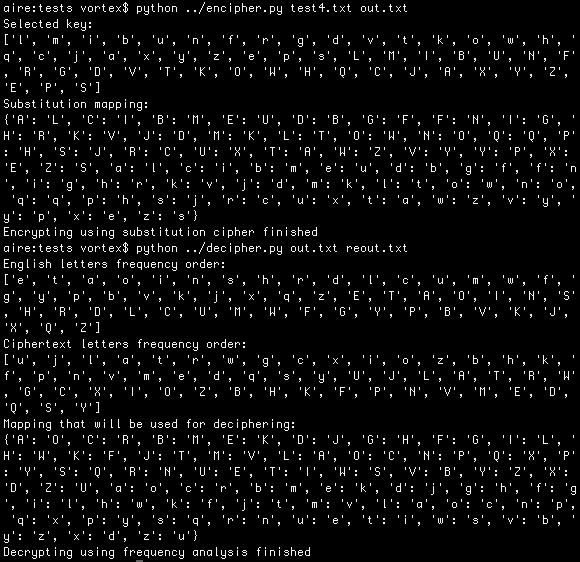 aire:tests vortex$ python ../encipher.py test4.txt out.txt
Selected key:
['l', 'm', 'i', 'b', 'u', 'n', 'f', 'r', 'g', 'd', 'v', 't', 'k', 'o', 'w', 'h', '
q', 'c', 'j', 'a', 'x', 'y', 'z', 'e', 'p', 's', 'L', 'M', 'I', 'B', 'U', 'N', 'F'
, 'R', 'G', 'D', 'V', 'T', 'K', 'O', 'W', 'H', 'Q', 'C', 'J', 'A', 'X', 'Y', 'Z',
'E', 'P', 'S']
Substitution mapping:
{'A': 'L', 'C': 'I', 'B': 'M', 'E': 'U', 'D': 'B', 'G': 'F', 'F': 'N', 'I': 'G', '
H': 'R', 'K': 'V', 'J': 'D', 'M': 'K', 'L': 'T', 'O': 'W', 'N': 'O', 'Q': 'Q', 'P'
: 'H', 'S': 'J', 'R': 'C', 'U': 'X', 'T': 'A', 'W': 'Z', 'V': 'Y', 'Y': 'P', 'X':
'E', 'Z': 'S', 'a': 'l', 'c': 'i', 'b': 'm', 'e': 'u', 'd': 'b', 'g': 'f', 'f': 'n
', 'i': 'g', 'h': 'r', 'k': 'v', 'j': 'd', 'm': 'k', 'l': 't', 'o': 'w', 'n': 'o',
'q': 'q', 'p': 'h', 's': 'j', 'r': 'c', 'u': 'x', 't': 'a', 'w': 'z', 'v': 'y', '
y': 'p', 'x': 'e', 'z': 's'}
Encrypting using substitution cipher finished
aire:tests vortex$ python ../decipher.py out.txt reout.txt
English letters frequency order:
['e', 't', 'a', 'o', 'i', 'n', 's', 'h', 'r', 'd', 'l', 'c', 'u', 'm', 'w', 'f', '
g', 'y', 'p', 'b', 'v', 'k', 'j', 'x', 'q', 'z', 'E', 'T', 'A', 'O', 'I', 'N', 'S'
, 'H', 'R', 'D', 'L', 'C', 'U', 'M', 'W', 'F', 'G', 'Y', 'P', 'B', 'V', 'K', 'J',
'X', 'Q', 'Z']
Ciphertext letters frequency order:
['u', 'j', 'l', 'a', 't', 'r', 'w', 'g', 'c', 'x', 'i', 'o', 'z', 'b', 'h', 'k', '
f', 'p', 'n', 'v', 'm', 'e', 'd', 'q', 's', 'y', 'U', 'J', 'L', 'A', 'T', 'R', 'W'
, 'G', 'C', 'X', 'I', 'O', 'Z', 'B', 'H', 'K', 'F', 'P', 'N', 'V', 'M', 'E', 'D',
'Q', 'S', 'Y']
Mapping that will be used for deciphering:
{'A': 'O', 'C': 'R', 'B': 'M', 'E': 'K', 'D': 'J', 'G': 'H', 'F': 'G', 'I': 'L', '
H': 'W', 'K': 'F', 'J': 'T', 'M': 'V', 'L': 'A', 'O': 'C', 'N': 'P', 'Q': 'X', 'P'
: 'Y', 'S': 'Q', 'R': 'N', 'U': 'E', 'T': 'I', 'W': 'S', 'V': 'B', 'Y': 'Z', 'X':
'D', 'Z': 'U', 'a': 'o', 'c': 'r', 'b': 'm', 'e': 'k', 'd': 'j', 'g': 'h', 'f': 'g
', 'i': 'l', 'h': 'w', 'k': 'f', 'j': 't', 'm': 'v', 'l': 'a', 'o': 'c', 'n': 'p',
'q': 'x', 'p': 'y', 's': 'q', 'r': 'n', 'u': 'e', 't': 'i', 'w': 's', 'v': 'b', '
y': 'z', 'x': 'd', 'z': 'u'}
Decrypting using frequency analysis finished